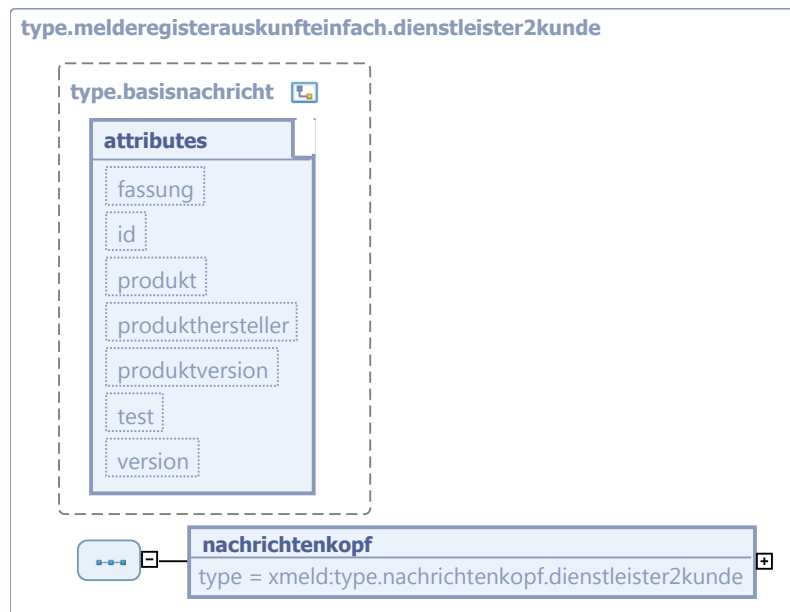 type.melderegisterauskunfteinfach.dienstleister2kunde
type.basisnachricht
attributes
fassung
id
produkt
produkthersteller
produktversion
test
version
nachrichtenkopf
type = xmeld:type.nachrichtenkopf.dienstleister2kunde